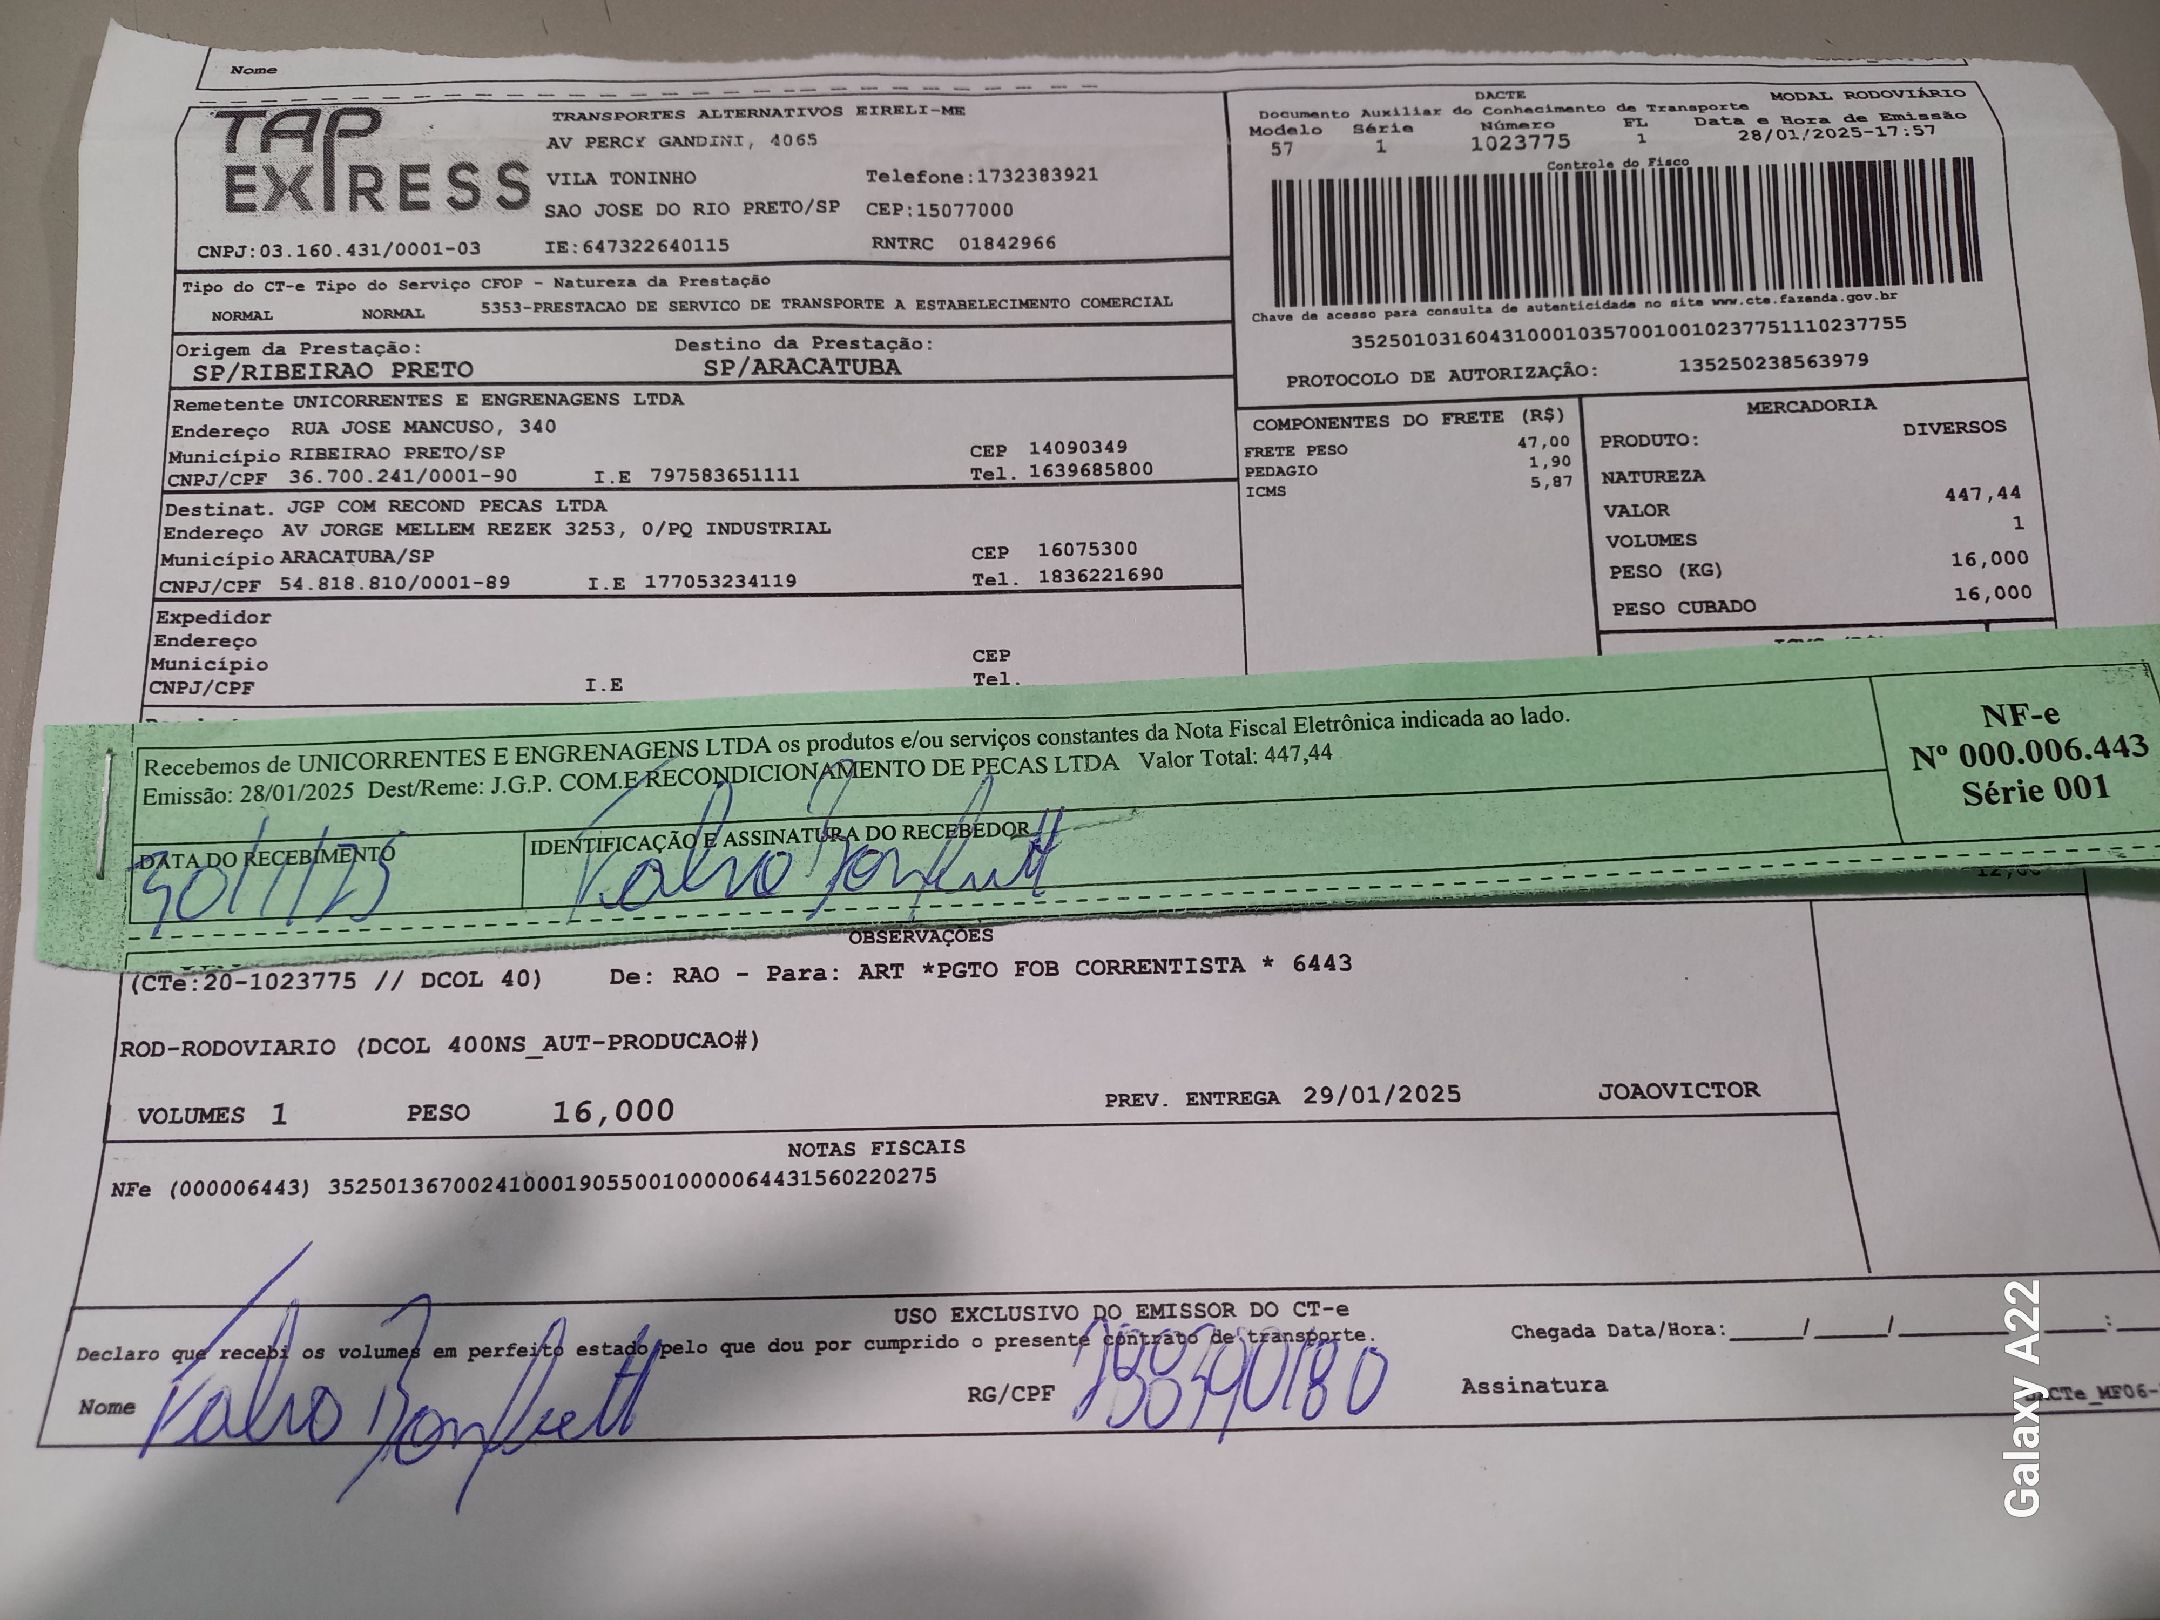 Nome
TAP EXPRESS
TRANSPORTES ALTERNATIVOS EIRELI-ME
AV PERCY GANDINI, 4065
VILA TONINHO Telefone:1732383921
SAO JOSE DO RIO PRETO/SP CEP:15077000
CNPJ:03.160.431/0001-03 IE:647322640115 RNTRC 01842966
DACTE MODAL RODOVIÁRIO
Documento Auxiliar do Conhecimento de Transporte
Modelo Série Número FL Data e Hora de Emissão
57 1 1023775 1 28/01/2025-17:57
Controle do Fisco
Chave de acesso para consulta de autenticidade no site www.cte.fazenda.gov.br
35250103160431000103570010010237751110237755
PROTOCOLO DE AUTORIZAÇÃO: 135250238563979
Tipo do CT-e Tipo do Serviço CFOP - Natureza da Prestação
NORMAL NORMAL 5353-PRESTACAO DE SERVICO DE TRANSPORTE A ESTABELECIMENTO COMERCIAL
Origem da Prestação: Destino da Prestação:
SP/RIBEIRAO PRETO SP/ARACATUBA
Remetente UNICORRENTES E ENGRENAGENS LTDA
Endereço RUA JOSE MANCUSO, 340
Município RIBEIRAO PRETO/SP CEP 14090349
CNPJ/CPF 36.700.241/0001-90 I.E 797583651111 Tel. 1639685800
Destinat. JGP COM RECOND PECAS LTDA
Endereço AV JORGE MELLEM REZEK 3253, 0/PQ INDUSTRIAL
Município ARACATUBA/SP CEP 16075300
CNPJ/CPF 54.818.810/0001-89 I.E 177053234119 Tel. 1836221690
Expedidor
Endereço
Município CEP
CNPJ/CPF I.E Tel.
COMPONENTES DO FRETE (R$)
FRETE PESO 47,00
PEDAGIO 1,90
ICMS 5,87
MERCADORIA
PRODUTO: DIVERSOS
NATUREZA
VALOR 447,44
VOLUMES 1
PESO (KG) 16,000
PESO CUBADO 16,000
Recebemos de UNICORRENTES E ENGRENAGENS LTDA os produtos e/ou serviços constantes da Nota Fiscal Eletrônica indicada ao lado.
Emissão: 28/01/2025 Dest/Reme: J.G.P. COM.E RECONDICIONAMENTO DE PECAS LTDA Valor Total: 447,44
DATA DO RECEBIMENTO IDENTIFICAÇÃO E ASSINATURA DO RECEBEDOR
30/1/25
NF-e
Nº 000.006.443
Série 001
OBSERVAÇÕES
(CTe:20-1023775 // DCOL 40) De: RAO - Para: ART *PGTO FOB CORRENTISTA * 6443
ROD-RODOVIARIO (DCOL 400NS_AUT-PRODUCAO#)
VOLUMES 1 PESO 16,000 PREV. ENTREGA 29/01/2025 JOAOVICTOR
NOTAS FISCAIS
NFe (000006443) 35250136700241000190550010000064431560220275
USO EXCLUSIVO DO EMISSOR DO CT-e
Declaro que recebi os volumes em perfeito estado pelo que dou por cumprido o presente contrato de transporte. Chegada Data/Hora:____/____/____ ____:
Nome RG/CPF Assinatura
Galaxy A22